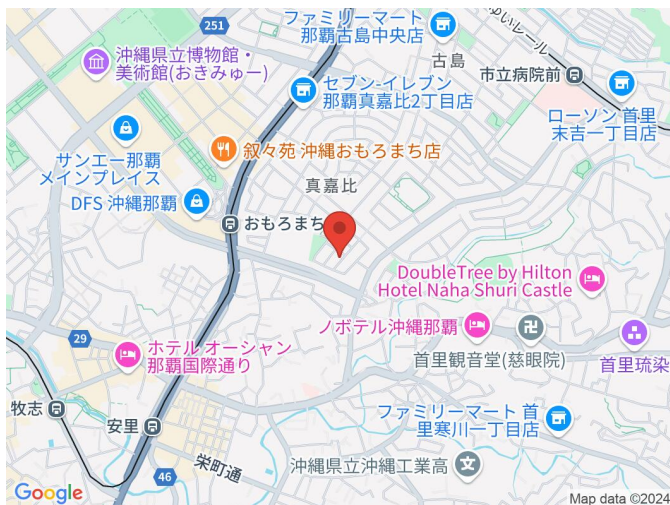 ファミリーマート
那覇古島中央店
ゆいレール
251
古島
市立病院前
沖縄県立博物館・
美術館(おきみゅー)
セブン-イレブン
那覇真嘉比2丁目店
ローソン 首里
末吉一丁目店
叙々苑 沖縄おもろまち店
サンエー那覇
メインプレイス
真嘉比
DFS 沖縄那覇
おもろまち
DoubleTree by Hilton
Hotel Naha Shuri Castle
ノボテル沖縄那覇
29
ホテル オーシャン
那覇国際通り
首里観音堂(慈眼院)
首里琉染
牧志
安里
ファミリーマート 首
里寒川一丁目店
栄町通
46
沖縄県立沖縄工業高
文
Google
Map data ©2024